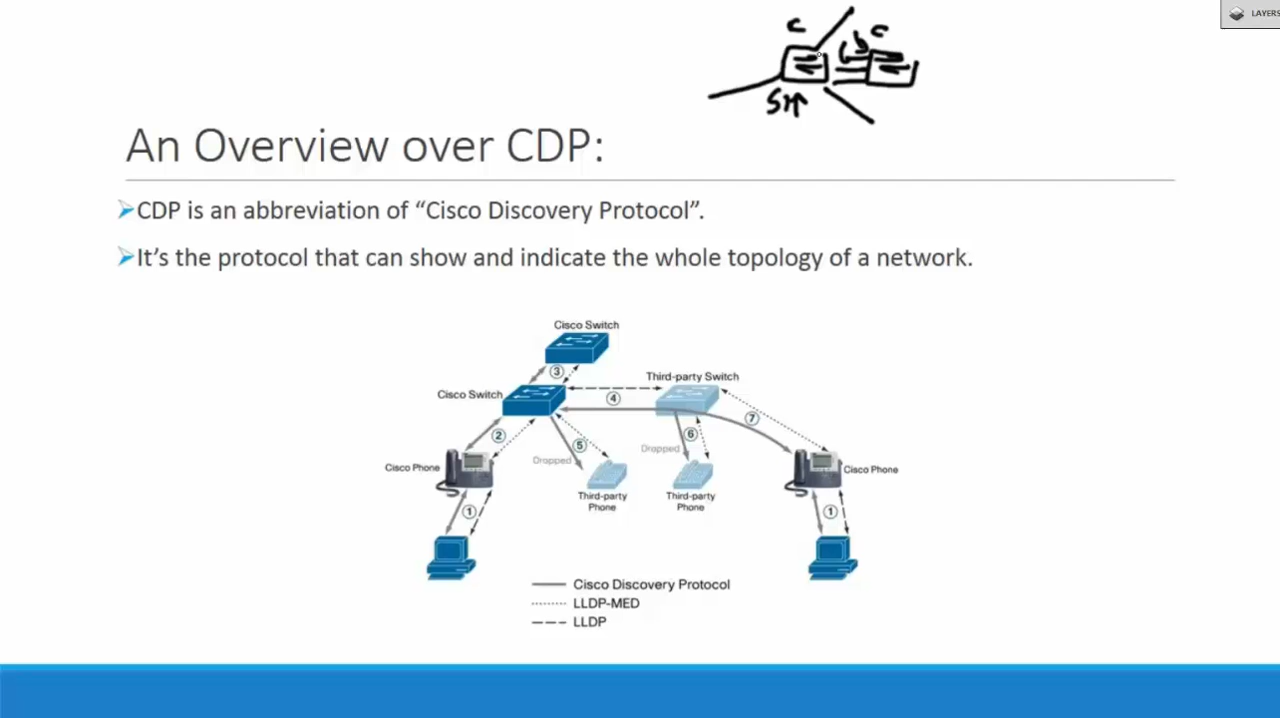 LAYERS
c
c
b
An Overview over CDP:
CDP is an abbreviation of “Cisco Discovery Protocol”.
It’s the protocol that can show and indicate the whole topology of a network.
Cisco Switch
3
Third-party Switch
Cisco Switch
4
7
2
5
6
Dropped
Dropped
Cisco Phone
Cisco Phone
Third-party
Phone
Third-party
Phone
1
1
Cisco Discovery Protocol
LLDP-MED
LLDP